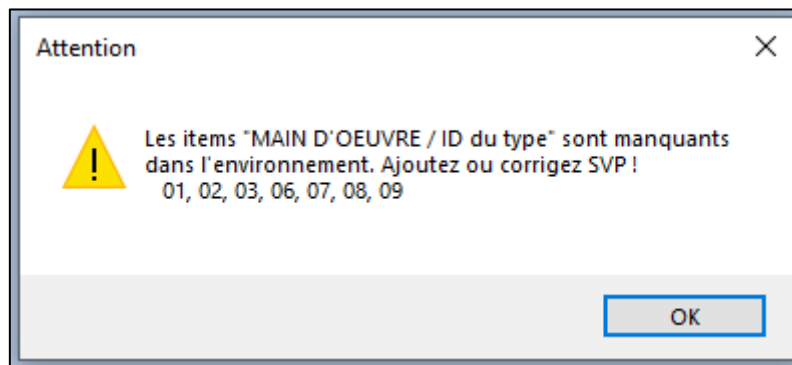 Attention
Les items "MAIN D'OEUVRE / ID du type" sont manquants
dans l'environnement. Ajoutez ou corrigez SVP !
01, 02, 03, 06, 07, 08, 09
OK